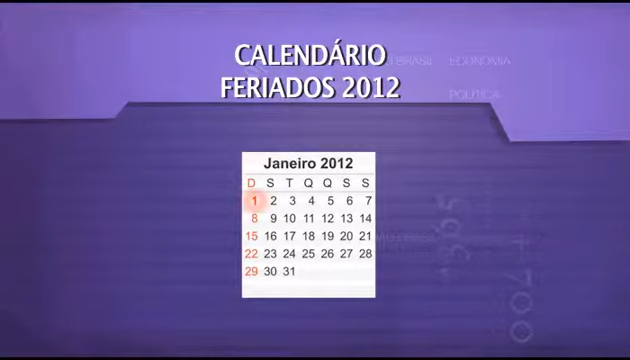 CALENDÁRIO
FERIADOS 2012
BRASIL ECONOMIA
POLÍTICA
Janeiro 2012
D S T Q Q S S
1 2 3 4 5 6 7
8 9 10 11 12 13 14
15 16 17 18 19 20 21
22 23 24 25 26 27 28
29 30 31
+700